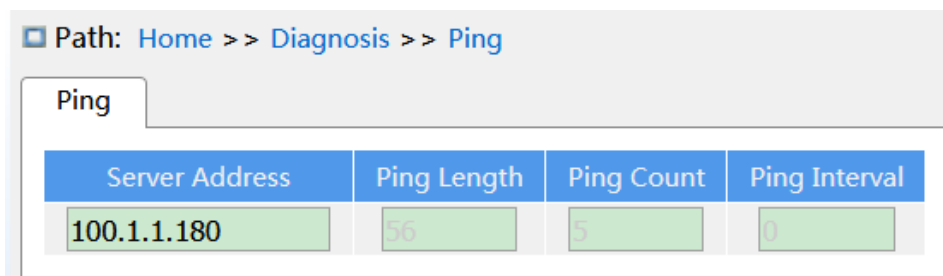 Path: Home >> Diagnosis >> Ping
Ping
Server Address Ping Length Ping Count Ping Interval
100.1.1.180 56 5 0